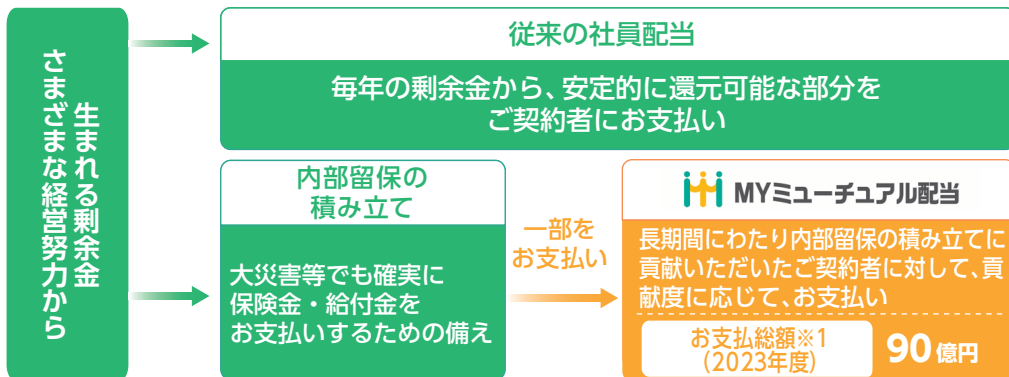 さまざまな経営努力から
生まれる剰余金
従来の社員配当
毎年の剰余金から、安定的に還元可能な部分を
ご契約者にお支払い
内部留保の
積み立て
大災害等でも確実に
保険金・給付金を
お支払いするための備え
一部を
お支払い
MYミューチュアル配当
長期間にわたり内部留保の積み立てに
貢献いただいたご契約者に対して、貢
献度に応じて、お支払い
お支払総額※1
(2023年度)
90億円